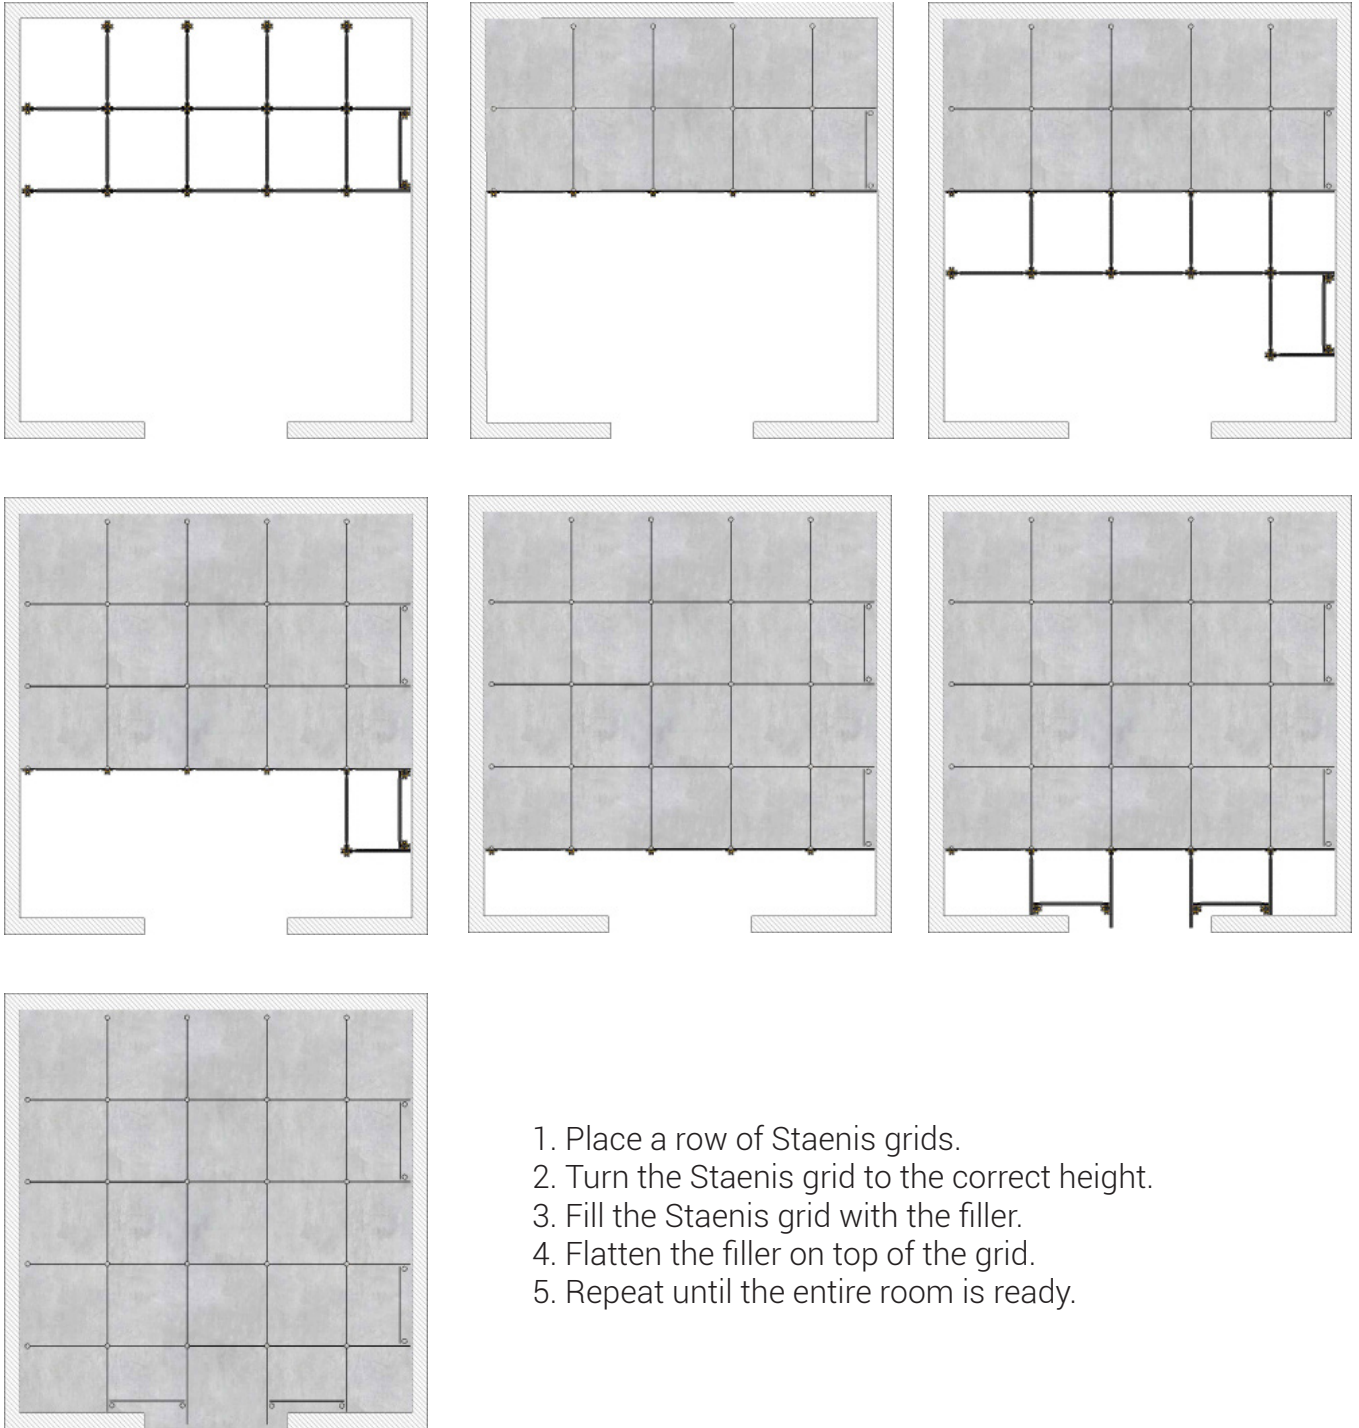 1. Place a row of Staenis grids.
2. Turn the Staenis grid to the correct height.
3. Fill the Staenis grid with the filler.
4. Flatten the filler on top of the grid.
5. Repeat until the entire room is ready.